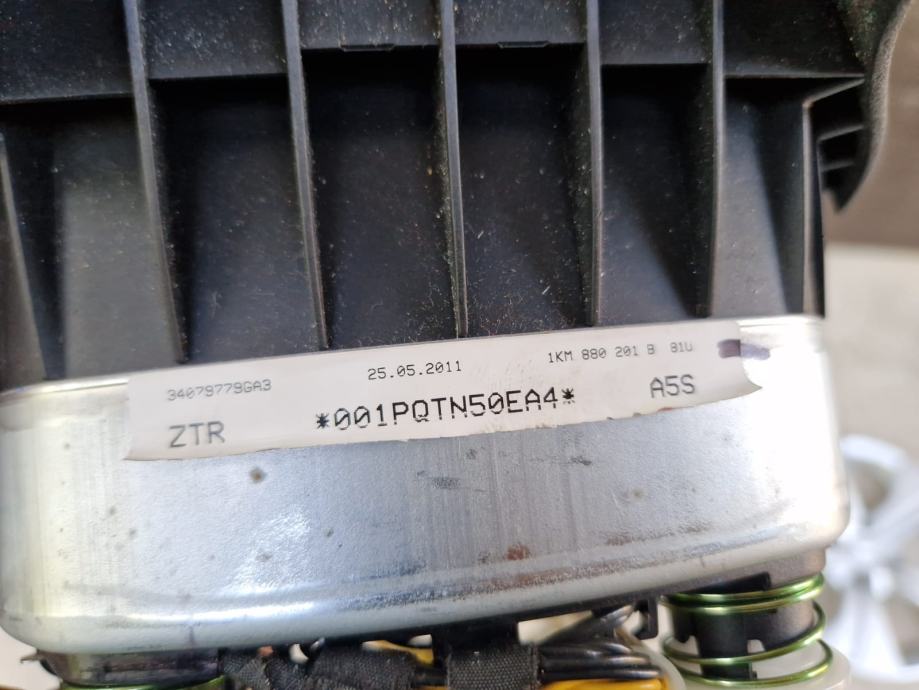 34079779GA3 25.05.2011 1KM 880 201 B 81U
ZTR *001PQTN50EA4* A5S